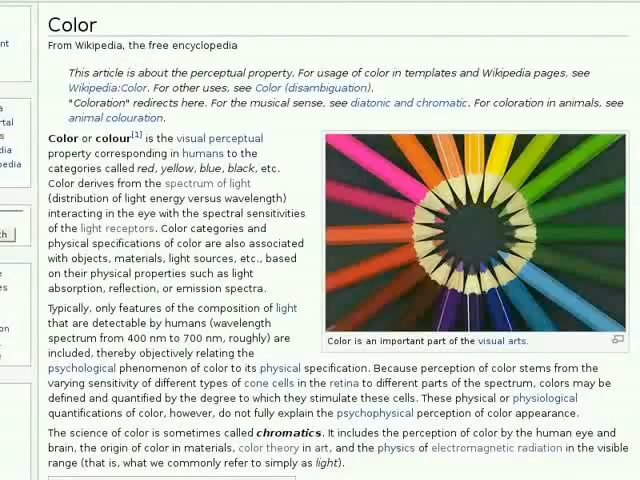 Color
From Wikipedia, the free encyclopedia
This article is about the perceptual property. For usage of color in templates and Wikipedia pages, see
Wikipedia:Color. For other uses, see Color (disambiguation).
"Coloration" redirects here. For the musical sense, see diatonic and chromatic. For coloration in animals, see
animal colouration.
Color or colour[1] is the visual perceptual
property corresponding in humans to the
categories called red, yellow, blue, black, etc.
Color derives from the spectrum of light
(distribution of light energy versus wavelength)
interacting in the eye with the spectral sensitivities
of the light receptors. Color categories and
physical specifications of color are also associated
with objects, materials, light sources, etc., based
on their physical properties such as light
absorption, reflection, or emission spectra.
Typically, only features of the composition of light
that are detectable by humans (wavelength
spectrum from 400 nm to 700 nm, roughly) are
included, thereby objectively relating the
psychological phenomenon of color to its physical specification. Because perception of color stems from the
varying sensitivity of different types of cone cells in the retina to different parts of the spectrum, colors may be
defined and quantified by the degree to which they stimulate these cells. These physical or physiological
quantifications of color, however, do not fully explain the psychophysical perception of color appearance.
The science of color is sometimes called chromatics. It includes the perception of color by the human eye and
brain, the origin of color in materials, color theory in art, and the physics of electromagnetic radiation in the visible
range (that is, what we commonly refer to simply as light).
Color is an important part of the visual arts.